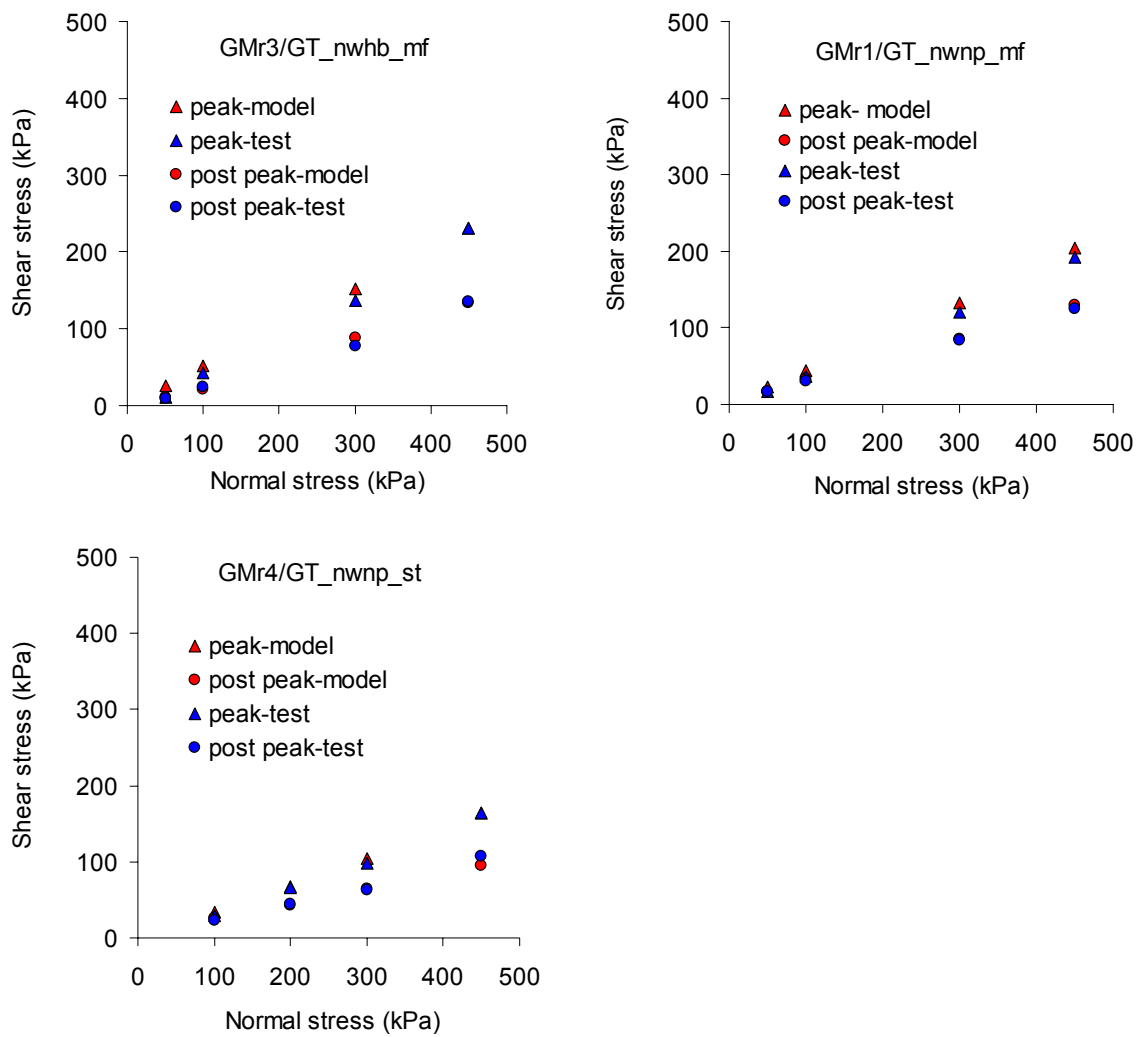 GMr3/GT_nwhb_mf
peak-model
peak-test
post peak-model
post peak-test
Shear stress (kPa)
500
400
300
200
100
0
0 100 200 300 400 500
Normal stress (kPa)
GMr1/GT_nwnp_mf
peak- model
post peak-model
peak-test
post peak-test
Shear stress (kPa)
500
400
300
200
100
0
0 100 200 300 400 500
Normal stress (kPa)
GMr4/GT_nwnp_st
peak-model
post peak-model
peak-test
post peak-test
Shear stress (kPa)
500
400
300
200
100
0
0 100 200 300 400 500
Normal stress (kPa)